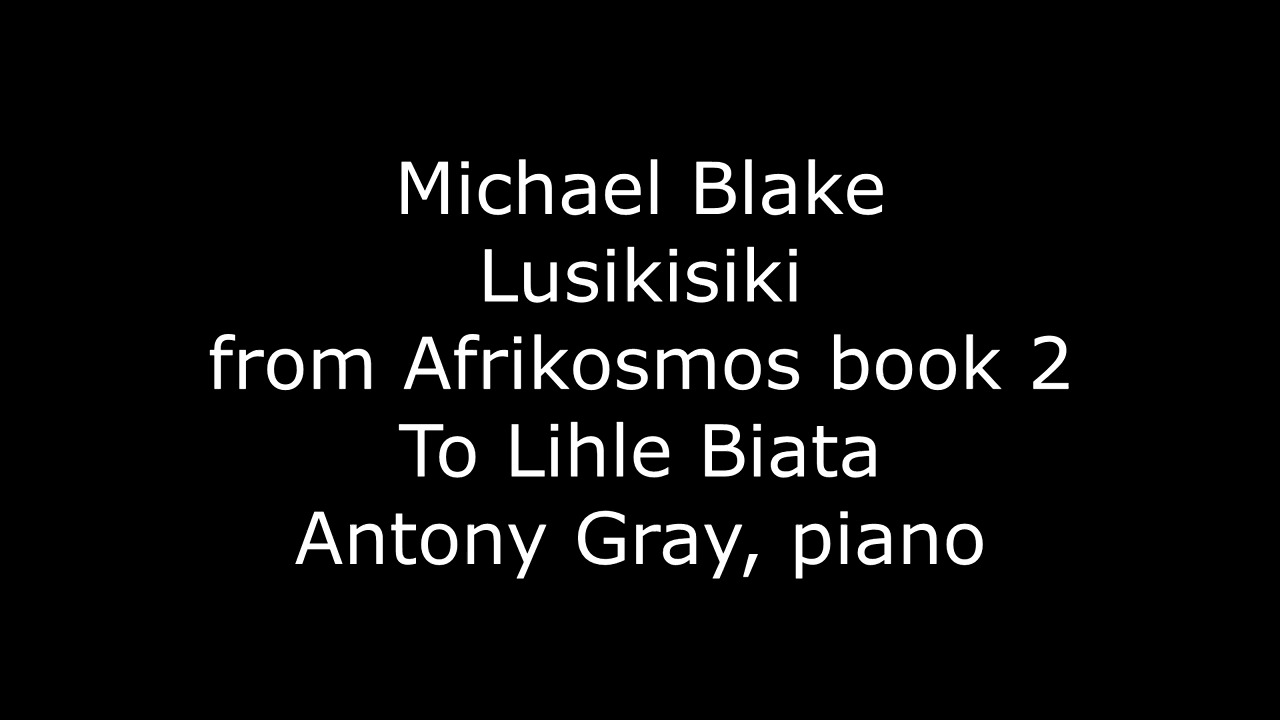 Michael Blake
Lusikisiki
from Afrikosmos book 2
To Lihle Biata
Antony Gray, piano